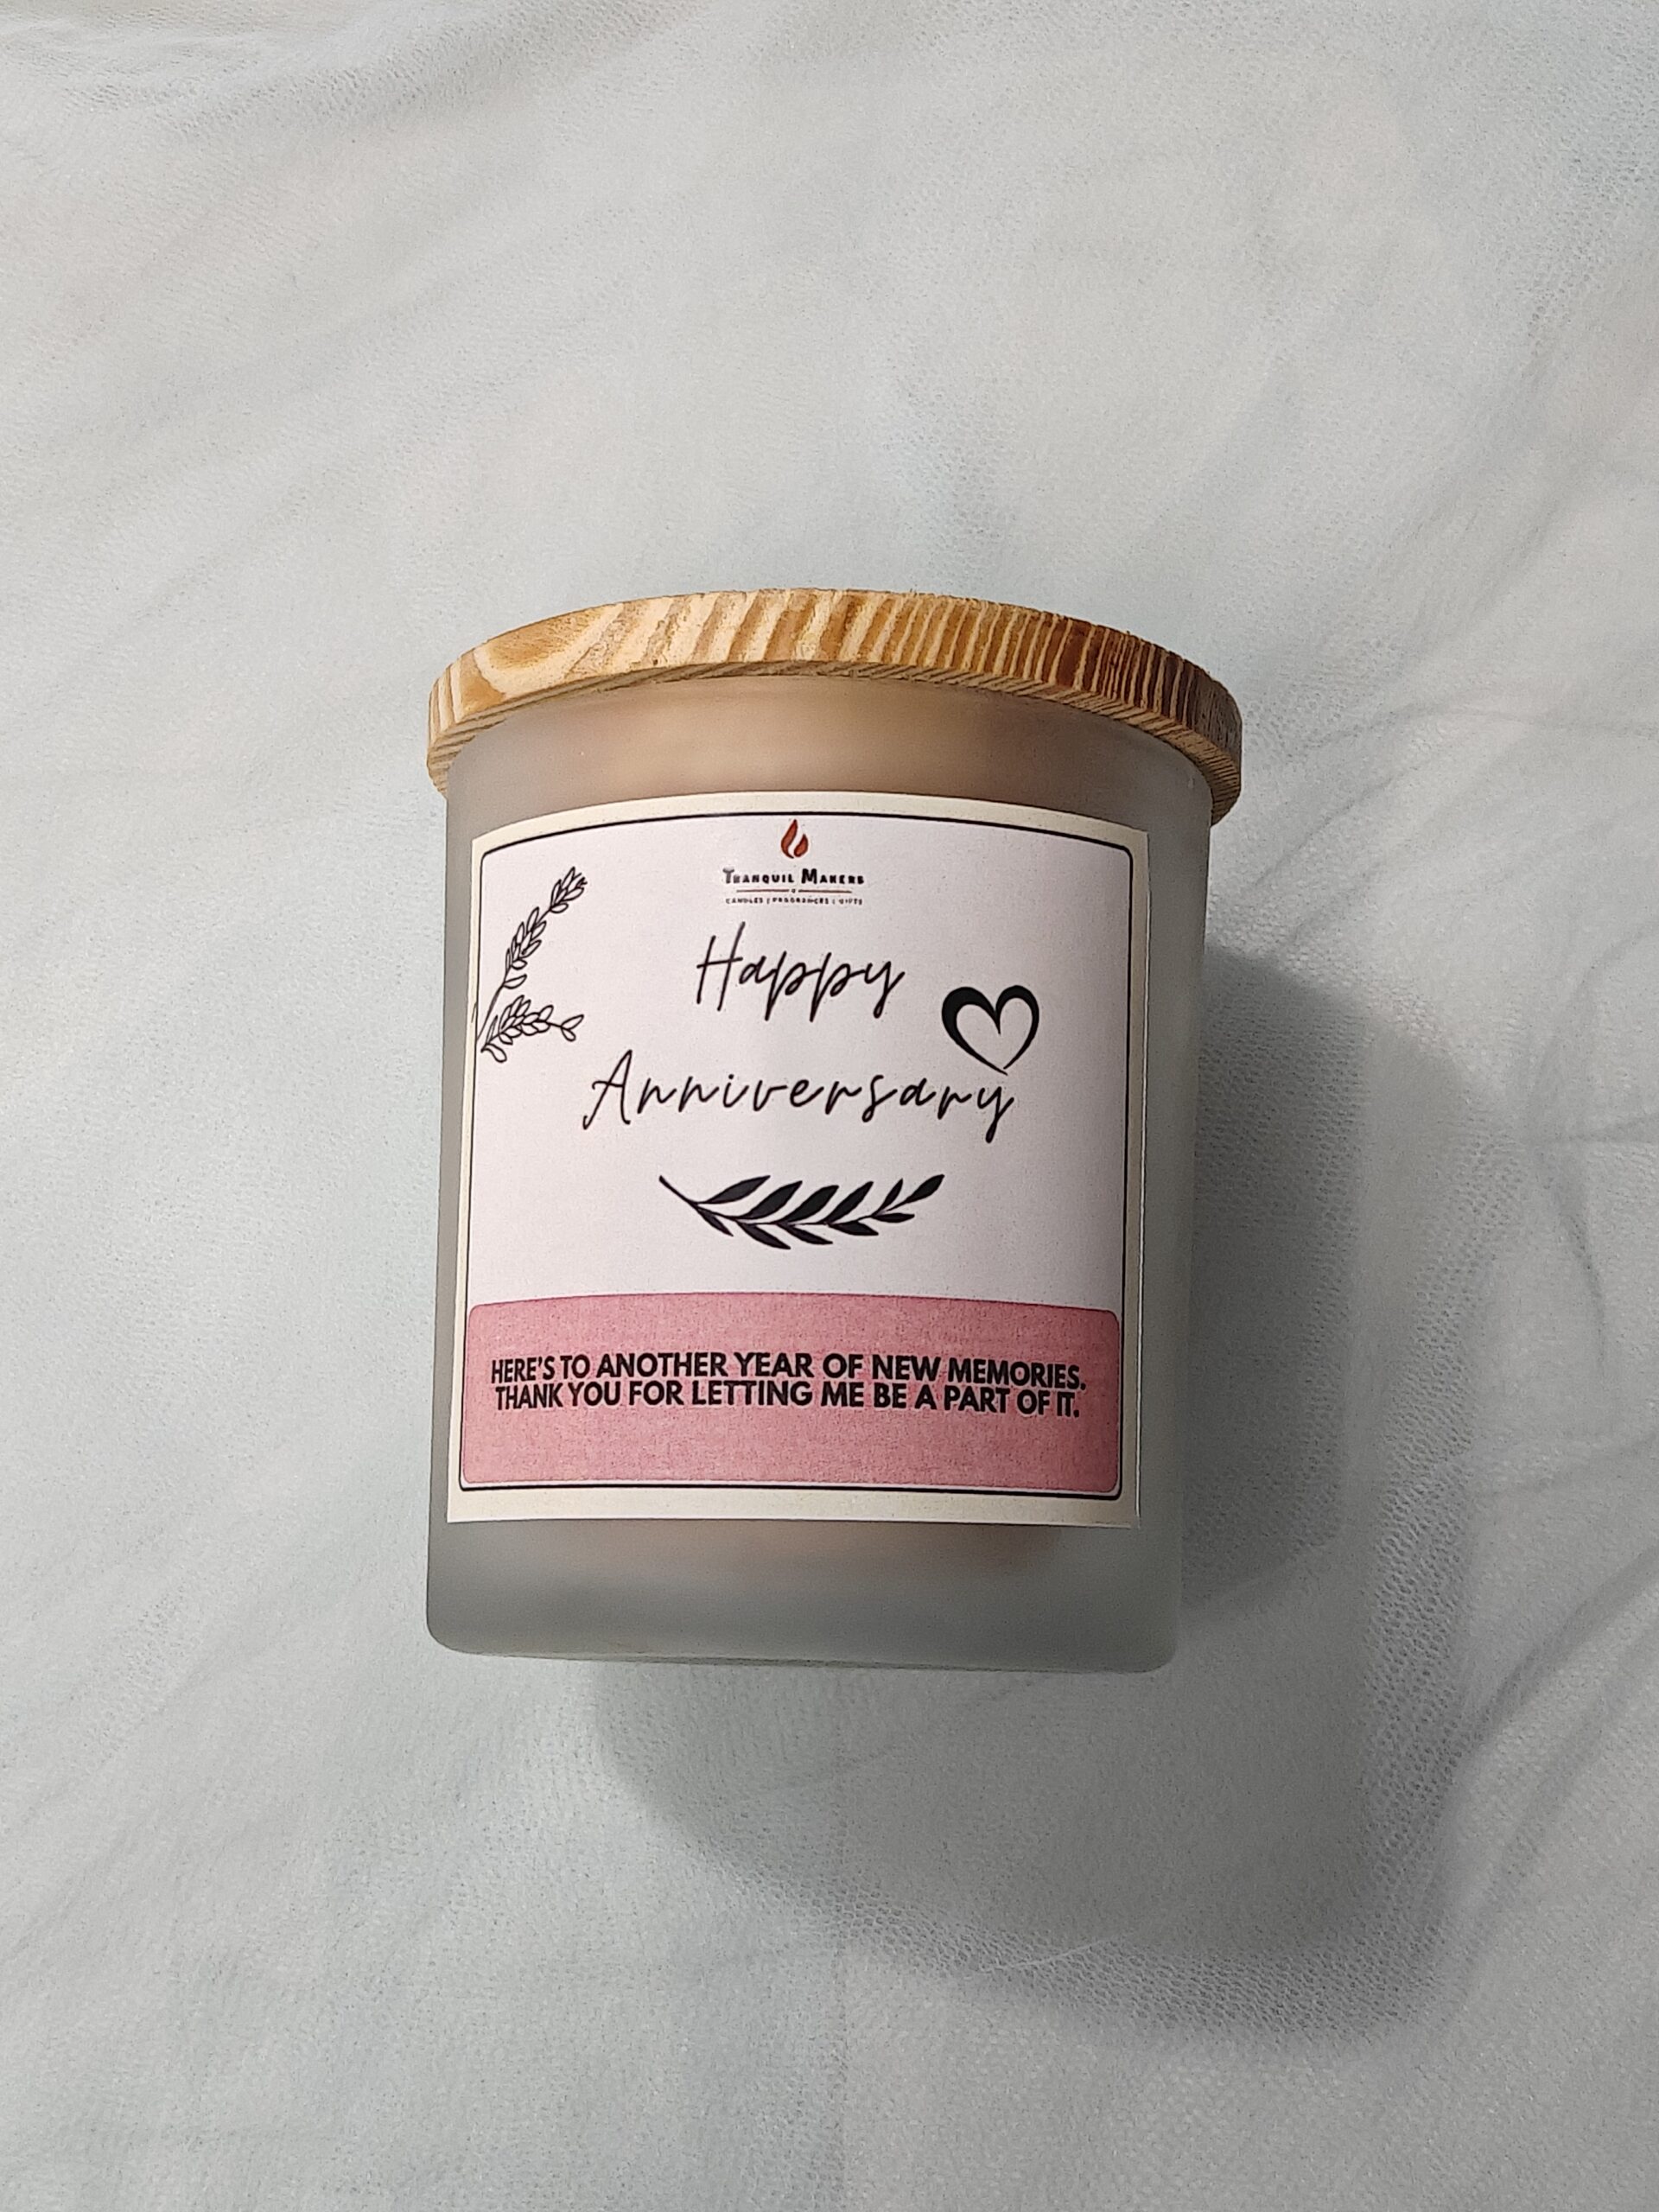 TRANQUIL MAKERS
CANDLES | FRAGRANCES | GIFTS
Happy
Anniversary
HERE'S TO ANOTHER YEAR OF NEW MEMORIES.
THANK YOU FOR LETTING ME BE A PART OF IT.